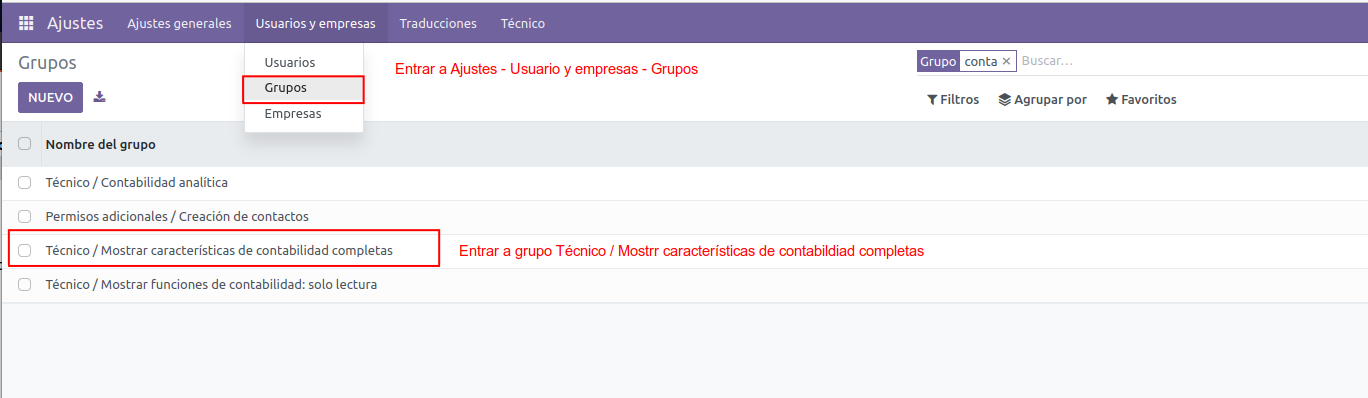 Ajustes Ajustes generales Usuarios y empresas Traducciones Técnico
Grupos
Usuarios
Entrar a Ajustes - Usuario y empresas - Grupos
Grupo conta × Buscar...
NUEVO
Grupos
Filtros Agrupar por Favoritos
Empresas
Nombre del grupo
Técnico / Contabilidad analítica
Permisos adicionales / Creación de contactos
Técnico / Mostrar características de contabilidad completas
Entrar a grupo Técnico / Mostrr características de contabildiad completas
Técnico / Mostrar funciones de contabilidad: solo lectura